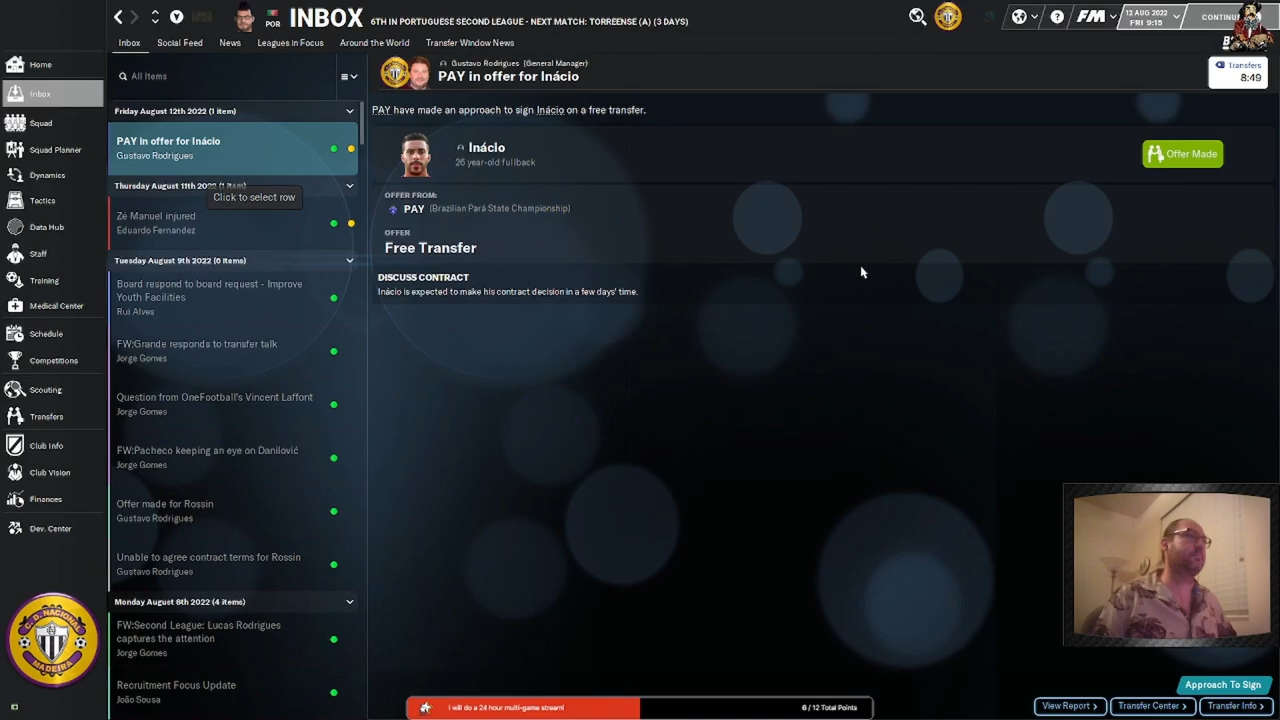 INBOX
6TH IN PORTUGUESE SECOND LEAGUE - NEXT MATCH: TORREENSE (A) (3 DAYS)
POR
FM
12 AUG 2022
FRI 9:15
CONTINU
Inbox
Social Feed
News
Leagues in Focus
Around the World
Transfer Window News
Home
Inbox
Squad
Squad Planner
Dynamics
Tactics
Data Hub
Staff
Training
Medical Center
Schedule
Competitions
Scouting
Transfers
Club Info
Club Vision
Finances
Dev. Center
C.D. NACIONAL
MADEIRA
All Items
Friday August 12th 2022 (1 item)
PAY in offer for Inácio
Gustavo Rodrigues
Thursday August 11th 2022 (1 item)
Click to select row
Zé Manuel injured
Eduardo Fernandez
Tuesday August 9th 2022 (6 items)
Board respond to board request - Improve
Youth Facilities
Rui Alves
FW:Grande responds to transfer talk
Jorge Gomes
Question from OneFootball's Vincent Laffont
Jorge Gomes
FW:Pacheco keeping an eye on Danilović
Jorge Gomes
Offer made for Rossin
Gustavo Rodrigues
Unable to agree contract terms for Rossin
Gustavo Rodrigues
Monday August 8th 2022 (4 items)
FW:Second League: Lucas Rodrigues
captures the attention
Jorge Gomes
Recruitment Focus Update
João Sousa
Gustavo Rodrigues (General Manager)
PAY in offer for Inácio
Transfers
8:49
PAY have made an approach to sign Inácio on a free transfer.
Inácio
26 year-old fullback
Offer Made
OFFER FROM:
PAY (Brazilian Pará State Championship)
OFFER
Free Transfer
DISCUSS CONTRACT
Inácio is expected to make his contract decision in a few days' time.
I will do a 24 hour multi-game stream!
6 / 12 Total Points
Approach To Sign
View Report
Transfer Center
Transfer Info